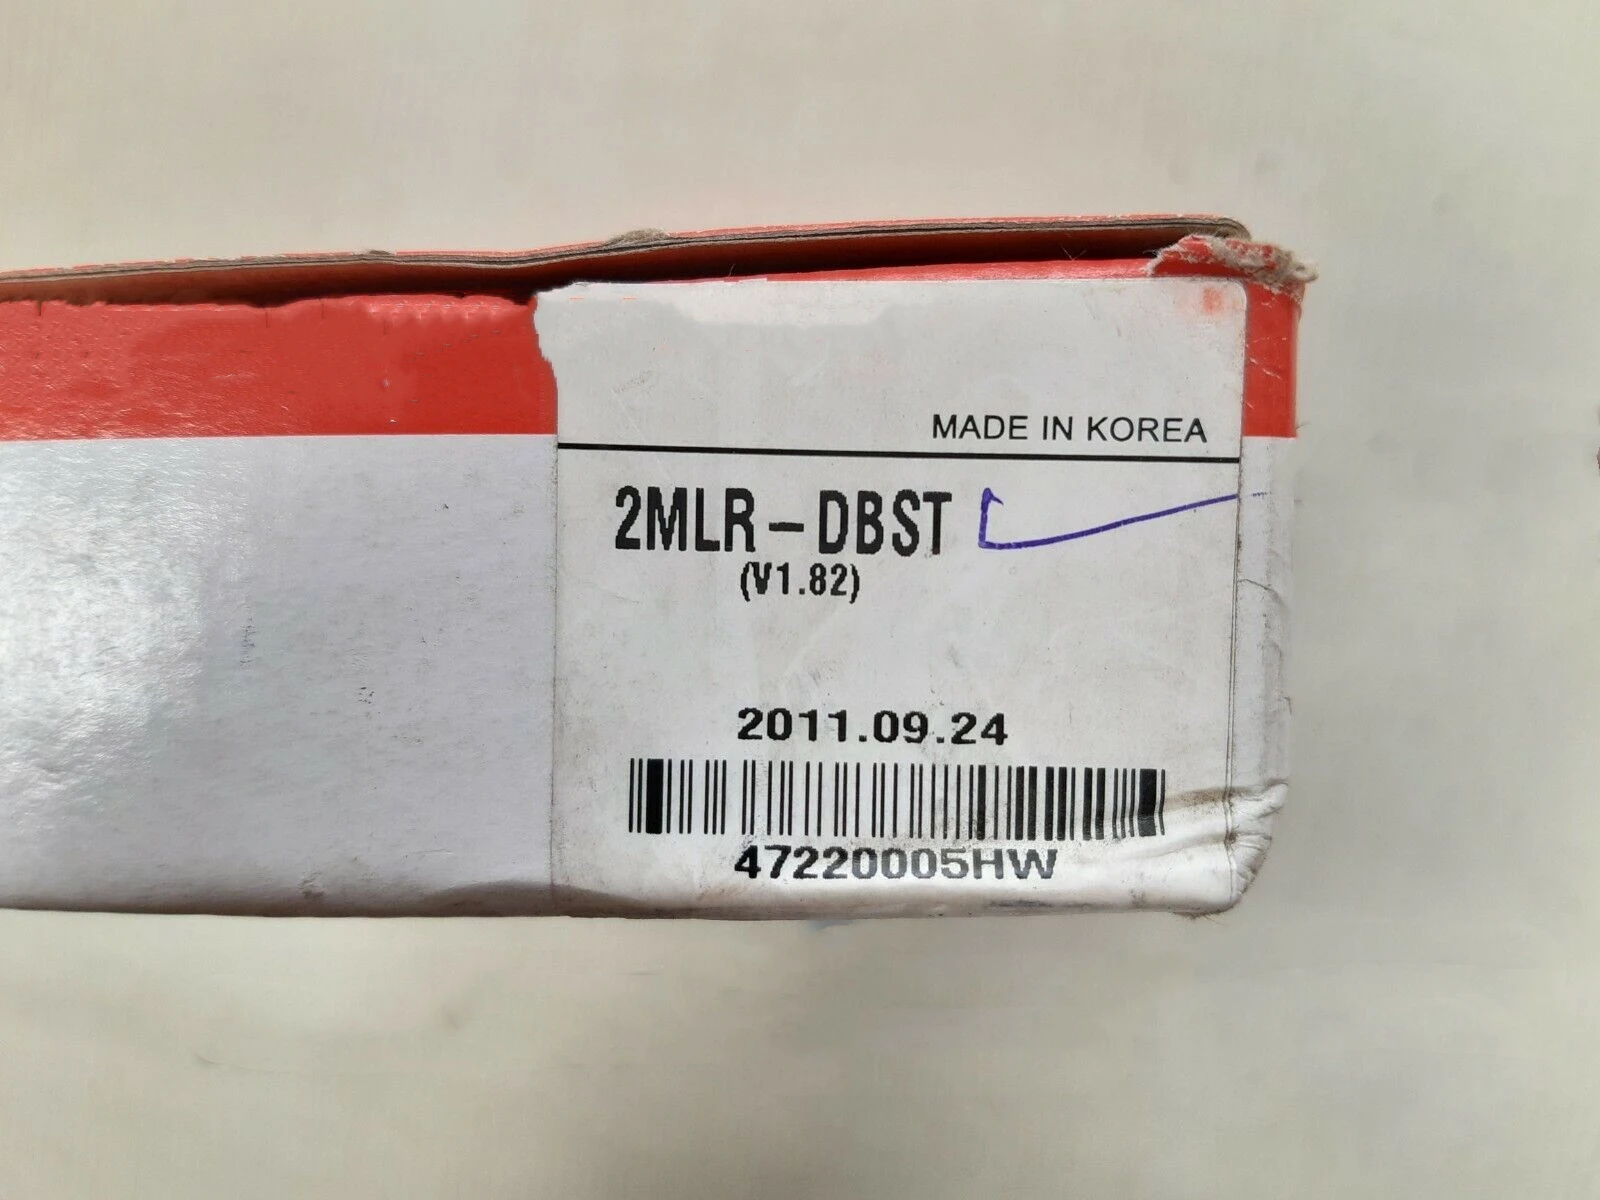 MADE IN KOREA
2MLR-DBST
(V1.82)
2011.09.24
47220005HW